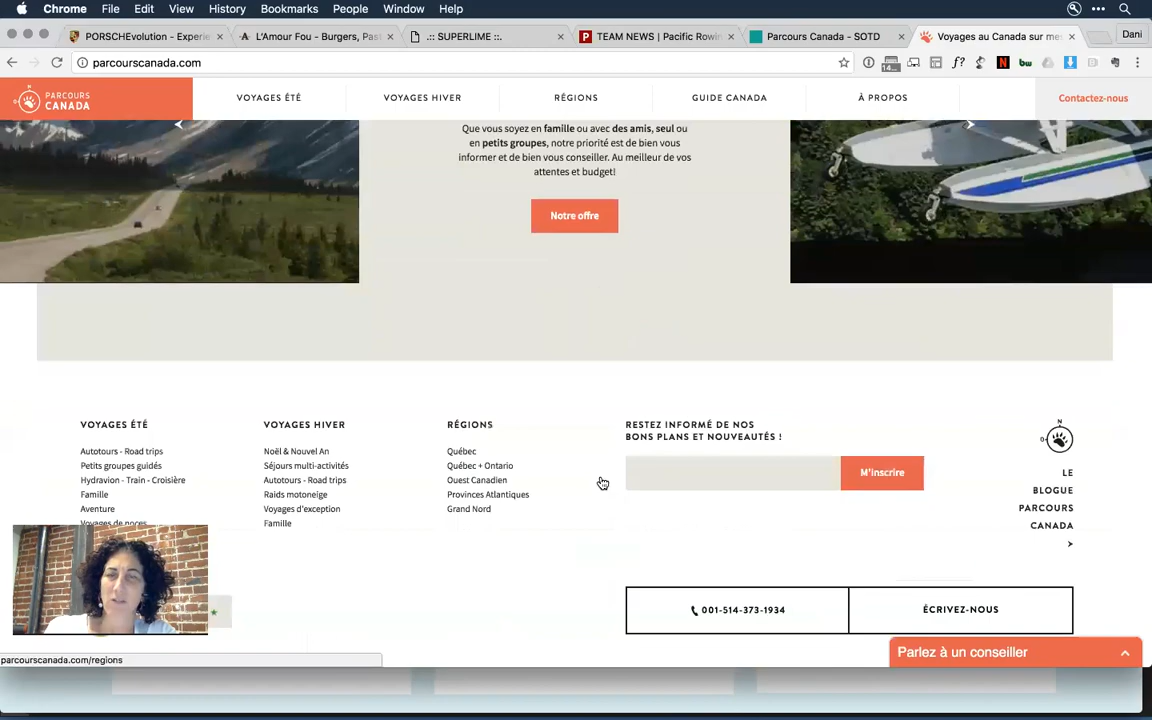 Chrome File Edit View History Bookmarks People Window Help
PORSCHEvolution - Experie
L'Amour Fou - Burgers, Past
.:: SUPERLIME ::.
TEAM NEWS | Pacific Rowin
Parcours Canada - SOTD
Voyages au Canada sur me
Dani
parcourscanada.com
PARCOURS
CANADA
VOYAGES ÉTÉ
VOYAGES HIVER
RÉGIONS
GUIDE CANADA
À PROPOS
Contactez-nous
Que vous soyez en famille ou avec des amis, seul ou
en petits groupes, notre priorité est de bien vous
informer et de bien vous conseiller. Au meilleur de vos
attentes et budget!
Notre offre
VOYAGES ÉTÉ
Autotours - Road trips
Petits groupes guidés
Hydravion - Train - Croisière
Famille
Aventure
Voyages de noces
VOYAGES HIVER
Noël & Nouvel An
Séjours multi-activités
Autotours - Road trips
Raids motoneige
Voyages d'exception
Famille
RÉGIONS
Québec
Québec + Ontario
Ouest Canadien
Provinces Atlantiques
Grand Nord
RESTEZ INFORMÉ DE NOS
BONS PLANS ET NOUVEAUTÉS !
M'inscrire
N
O
LE
BLOGUE
PARCOURS
CANADA
001-514-373-1934
ÉCRIVEZ-NOUS
Parlez à un conseiller
parcourscanada.com/regions